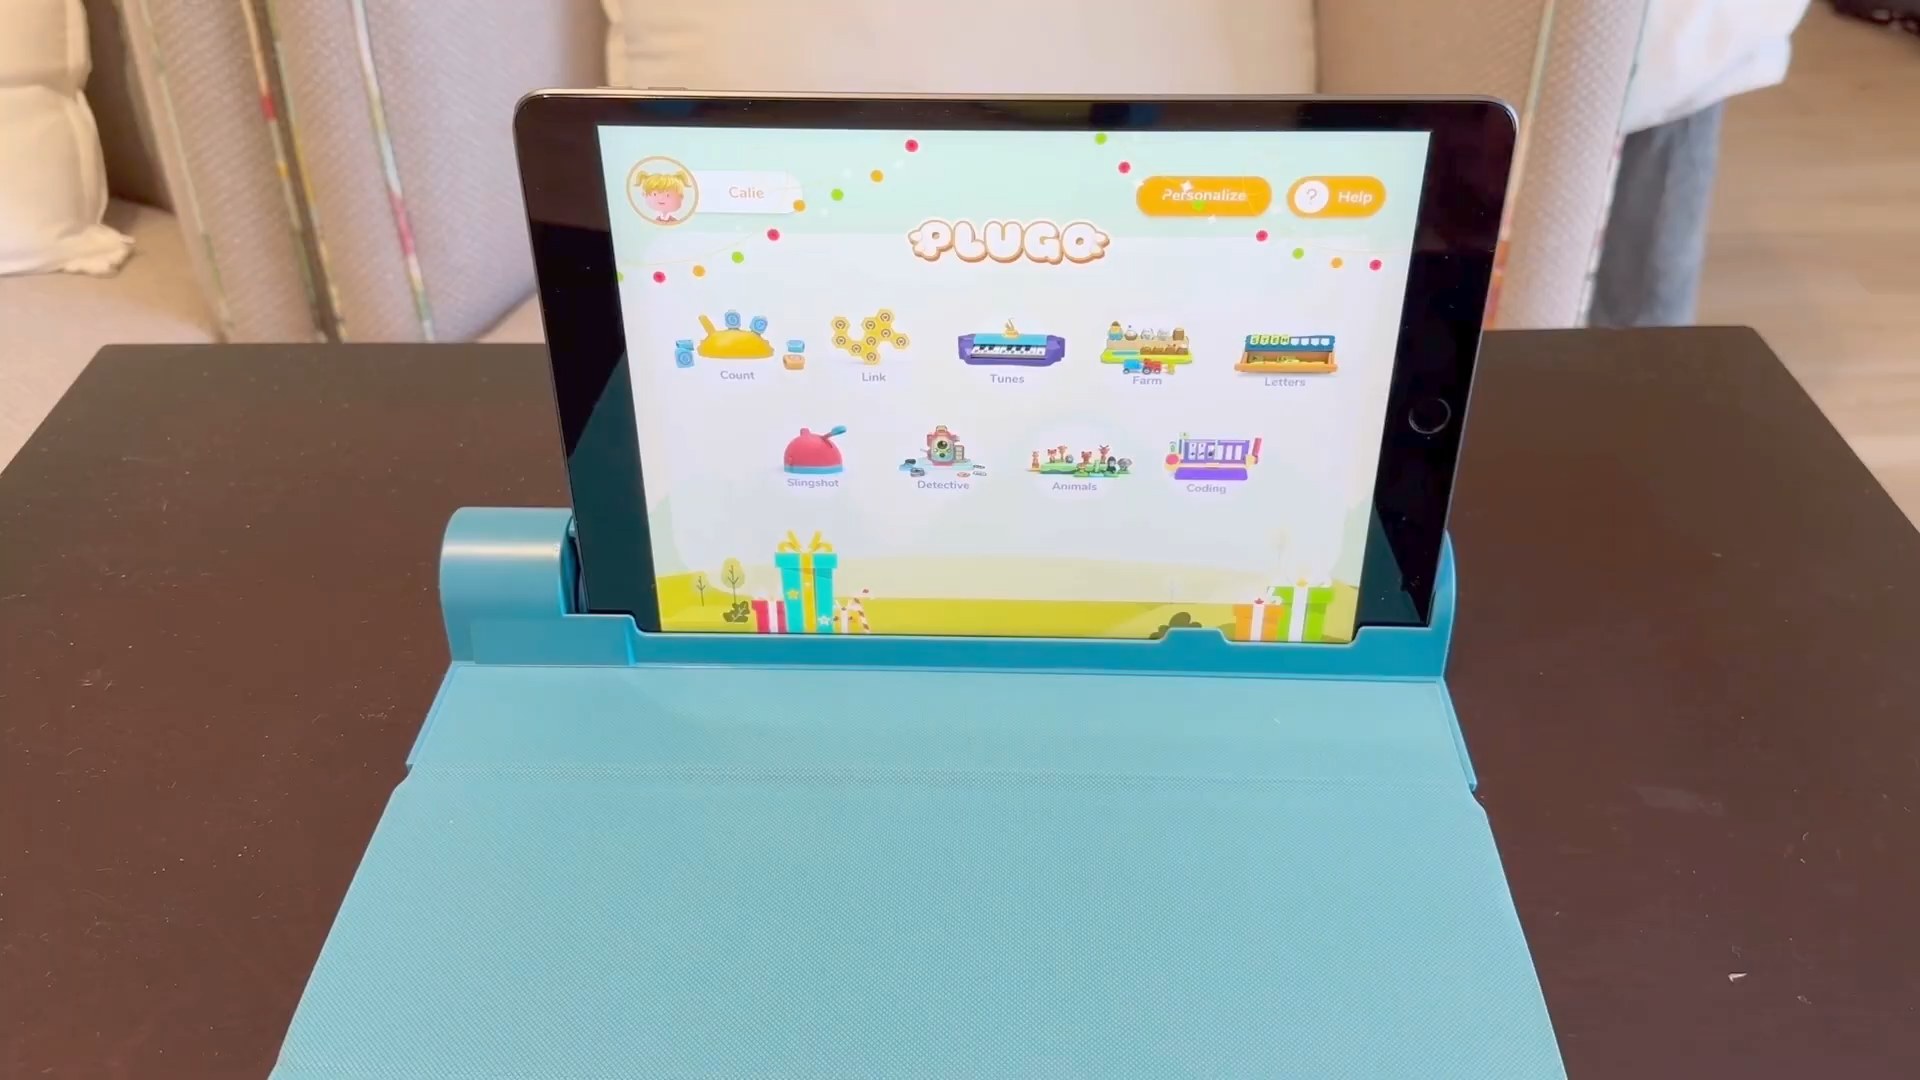 Calie
Personalize
? Help
PLUGO
Count
Link
Tunes
Farm
Letters
Slingshot
Detective
Animals
Coding